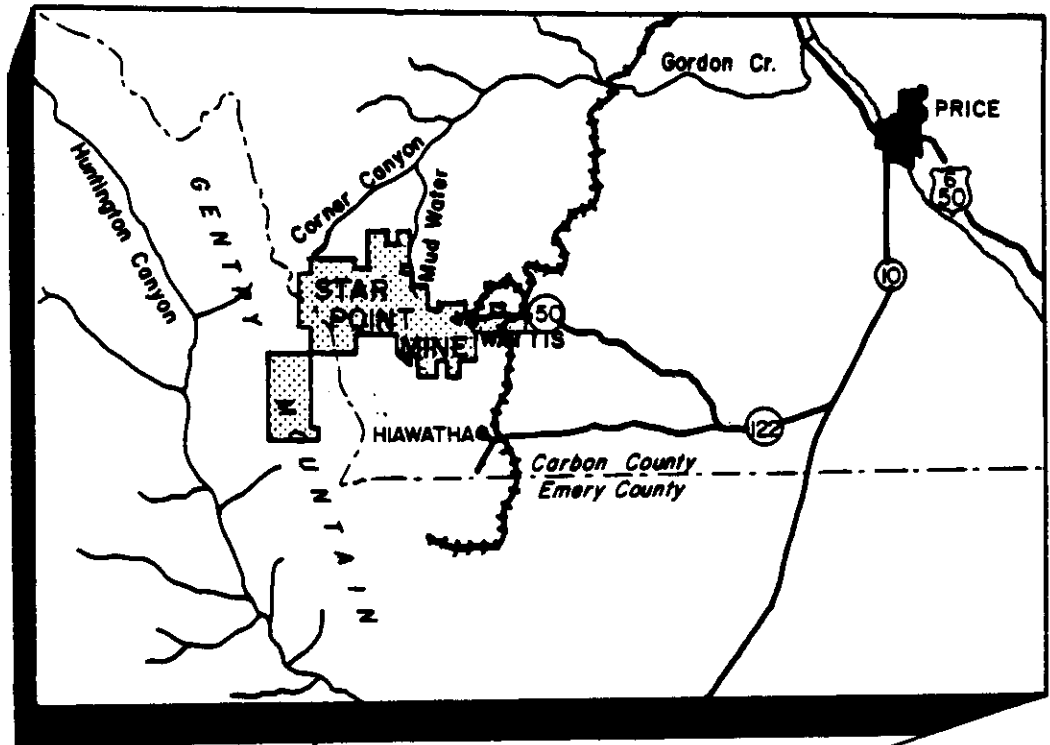 Gordon Cr.
PRICE
6
50
Huntington Canyon
GENTRY
Corner Canyon
Mud Water
10
STAR
POINT
MINE
WATTIS
50
122
HIAWATHA
Carbon County
Emery County
MOUNTAIN